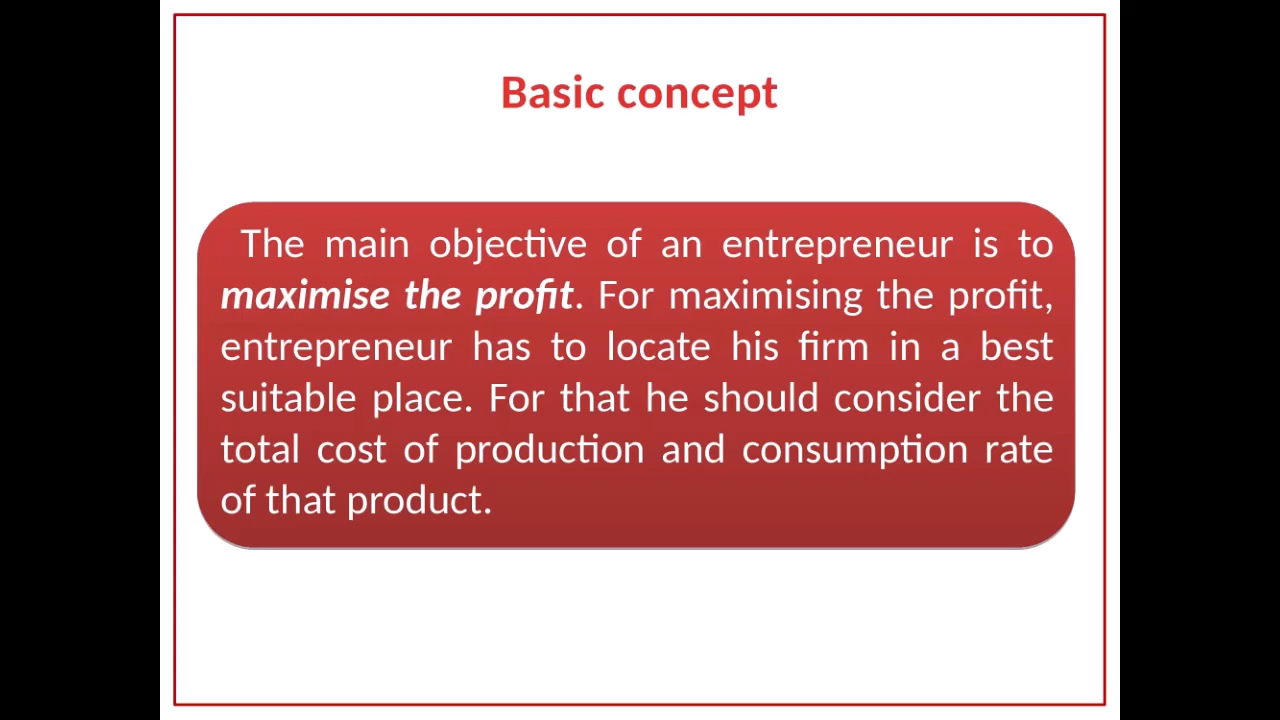 Basic concept
The main objective of an entrepreneur is to
maximise the profit. For maximising the profit,
entrepreneur has to locate his firm in a best
suitable place. For that he should consider the
total cost of production and consumption rate
of that product.